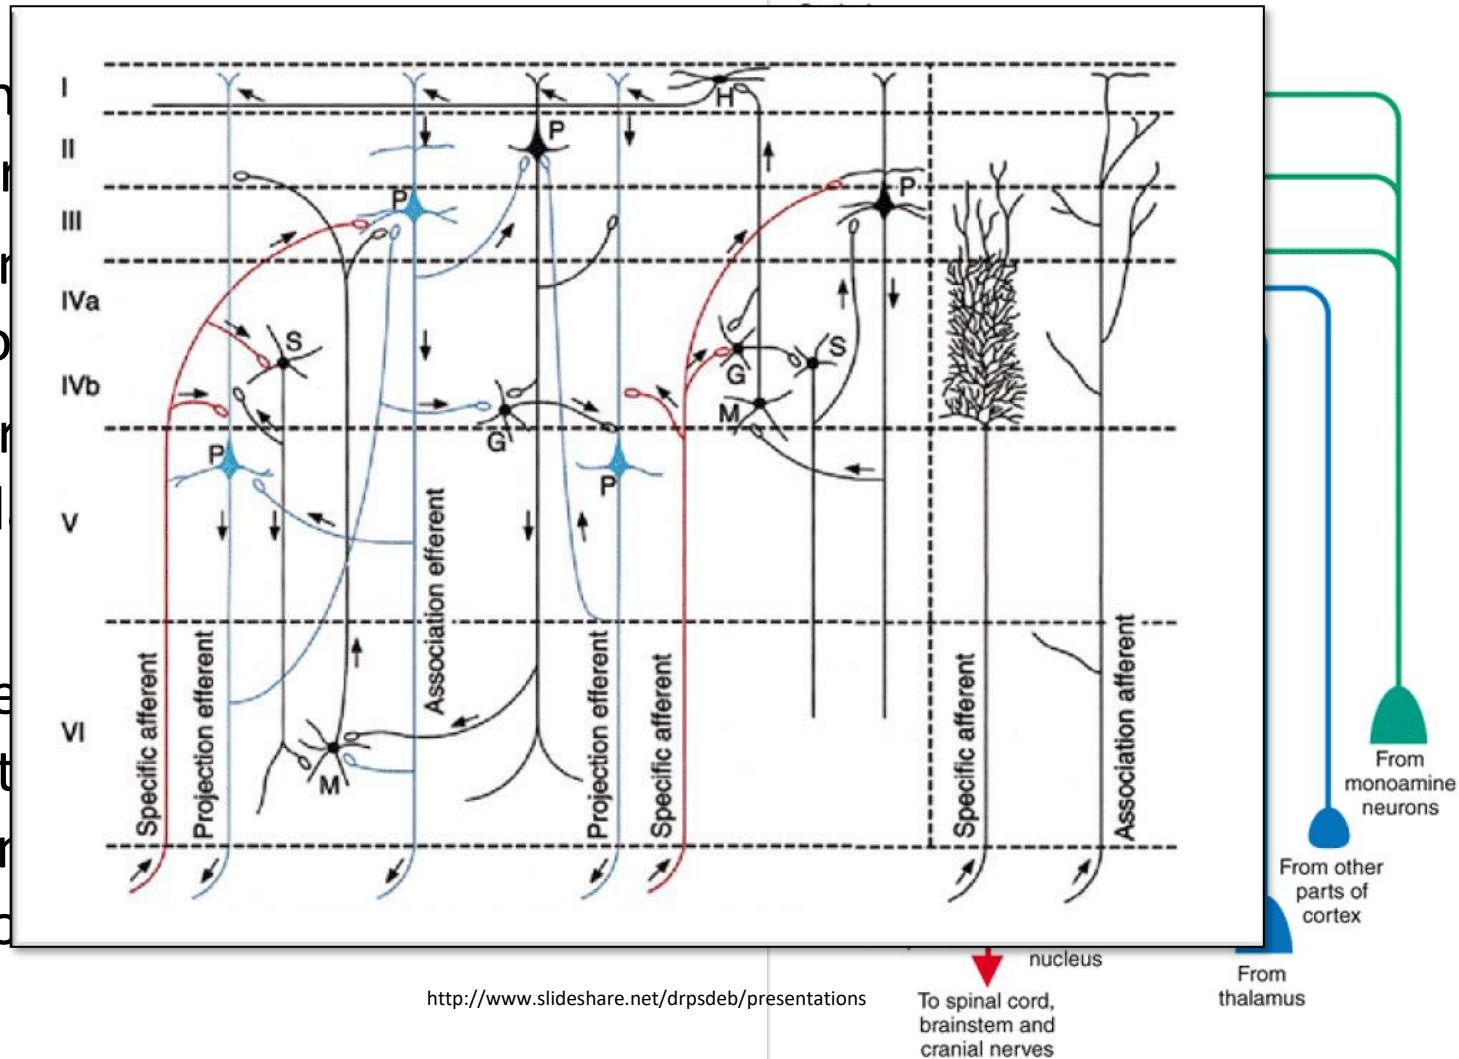 I
H
II
P
P
P
III
IVa
S
S
G
IVb
M
G
P
P
V
Association efferent
Specific afferent
Projection efferent
Projection efferent
Specific afferent
Specific afferent
Association afferent
VI
M
From
monoamine
neurons
From other
parts of
cortex
nucleus
From
thalamus
http://www.slideshare.net/drpsdeb/presentations
To spinal cord,
brainstem and
cranial nerves